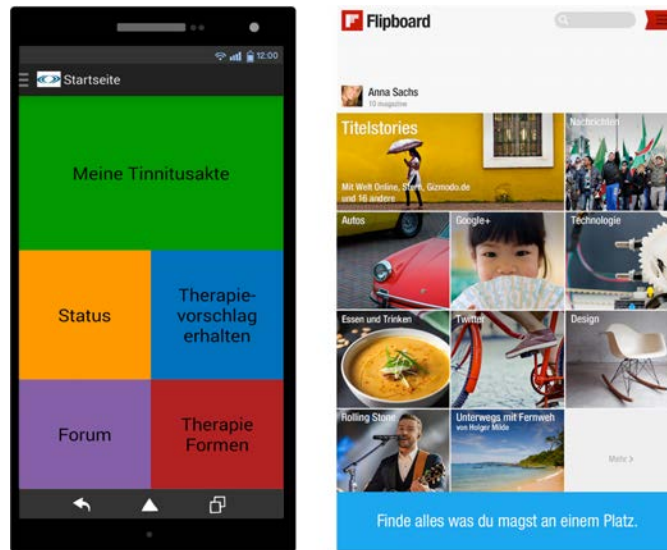 12:00
Startseite
Meine Tinnitusakte
Status
Therapie-
vorschlag
erhalten
Forum
Therapie
Formen
Flipboard
Anna Sachs
10 magazine
Titelstories
Mit Welt Online, Stern, Gizmodo.de
und 16 andere
Nachrichten
Autos
Google+
Technologie
Essen und Trinken
Twitter
Design
Rolling Stone
Unterwegs mit Fernweh
von Holger Milde
Mehr >
Finde alles was du magst an einem Platz.